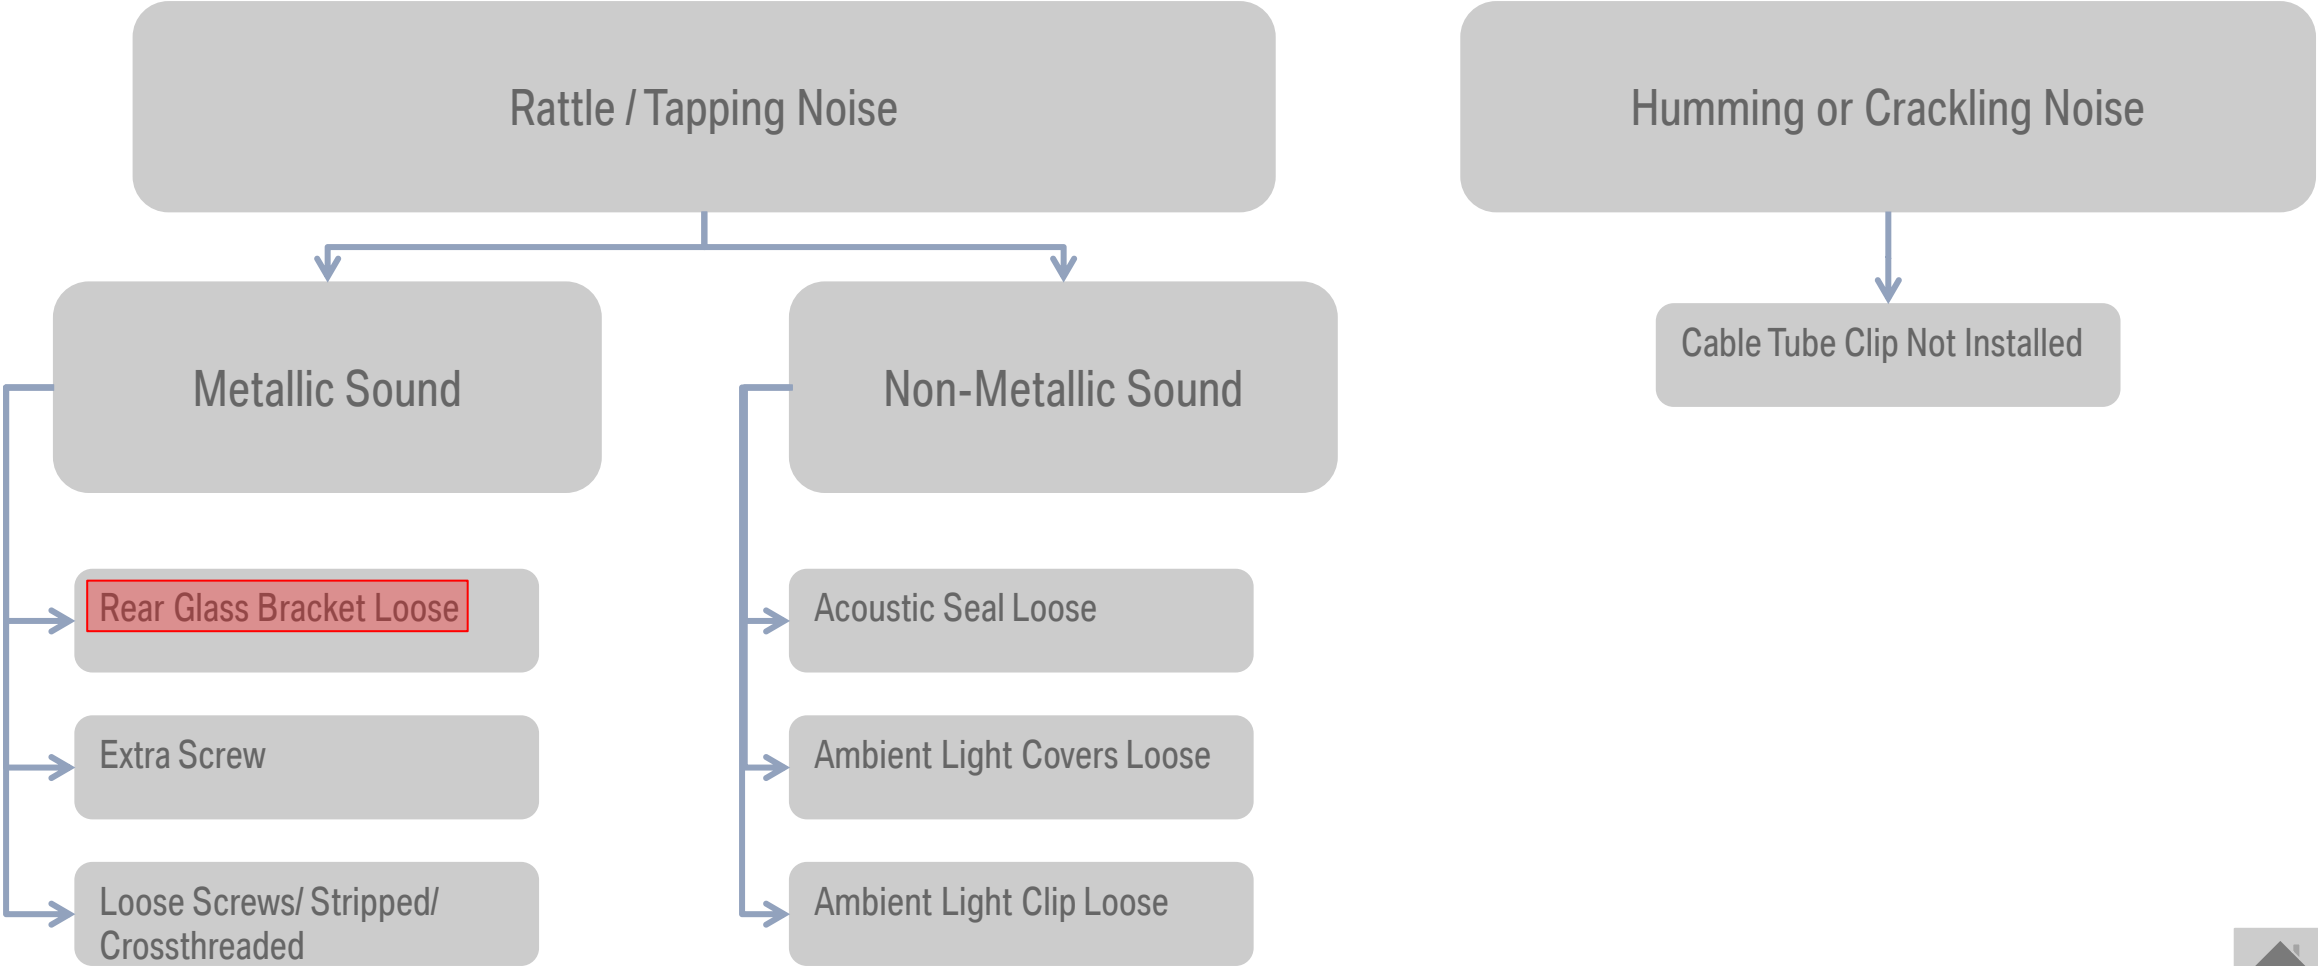 Rattle / Tapping Noise
Humming or Crackling Noise
Metallic Sound
Non-Metallic Sound
Cable Tube Clip Not Installed
Rear Glass Bracket Loose
Acoustic Seal Loose
Extra Screw
Ambient Light Covers Loose
Loose Screws/ Stripped/
Crossthreaded
Ambient Light Clip Loose